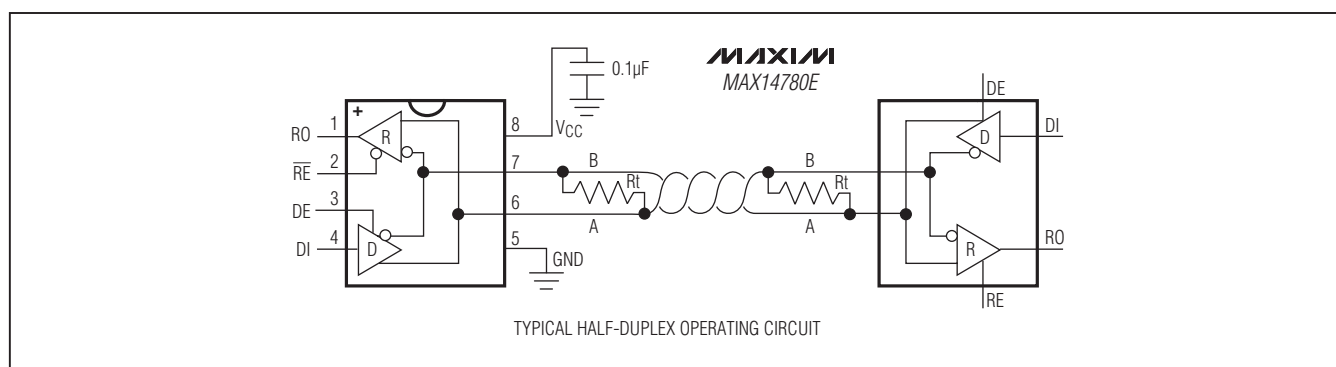 MAXIM
MAX14780E
0.1µF
+
RO 1
R
8 VCC
R̅E̅ 2
7
B
Rt
DE 3
6
A
DI 4
D
5
GND
DE
D
DI
B
Rt
A
R
RO
RE
TYPICAL HALF-DUPLEX OPERATING CIRCUIT